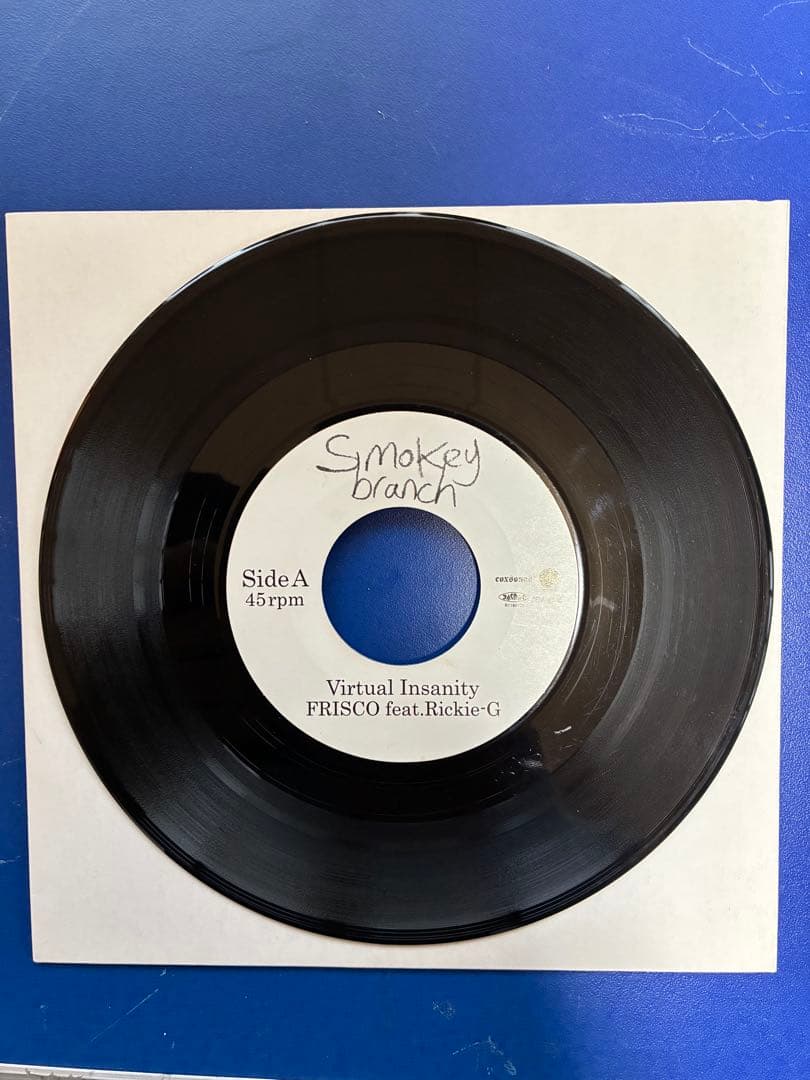 Smokey
branch
Side A
45rpm
Virtual Insanity
FRISCO feat.Rickie-G